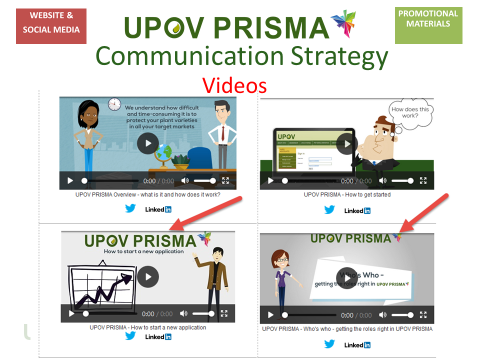 WEBSITE &
SOCIAL MEDIA
UPOV PRISMA
PROMOTIONAL
MATERIALS
Communication Strategy
Videos
We understand how difficult
and time-consuming it is to
protect your plant varieties
in all your target markets
0:00 / 0:00
UPOV PRISMA Overview - what is it and how does it work?
LinkedIn
How does this
work?
UPOV
0:00 / 0:00
UPOV PRISMA - How to get started
LinkedIn
UPOV PRISMA
How to start a new application
0:00 / 0:00
UPOV PRISMA - How to start a new application
LinkedIn
UPOV PRISMA
Who's Who -
getting the roles right in UPOV PRISMA
0:00 / 0:00
UPOV PRISMA - Who's who - getting the roles right in UPOV PRISMA
LinkedIn